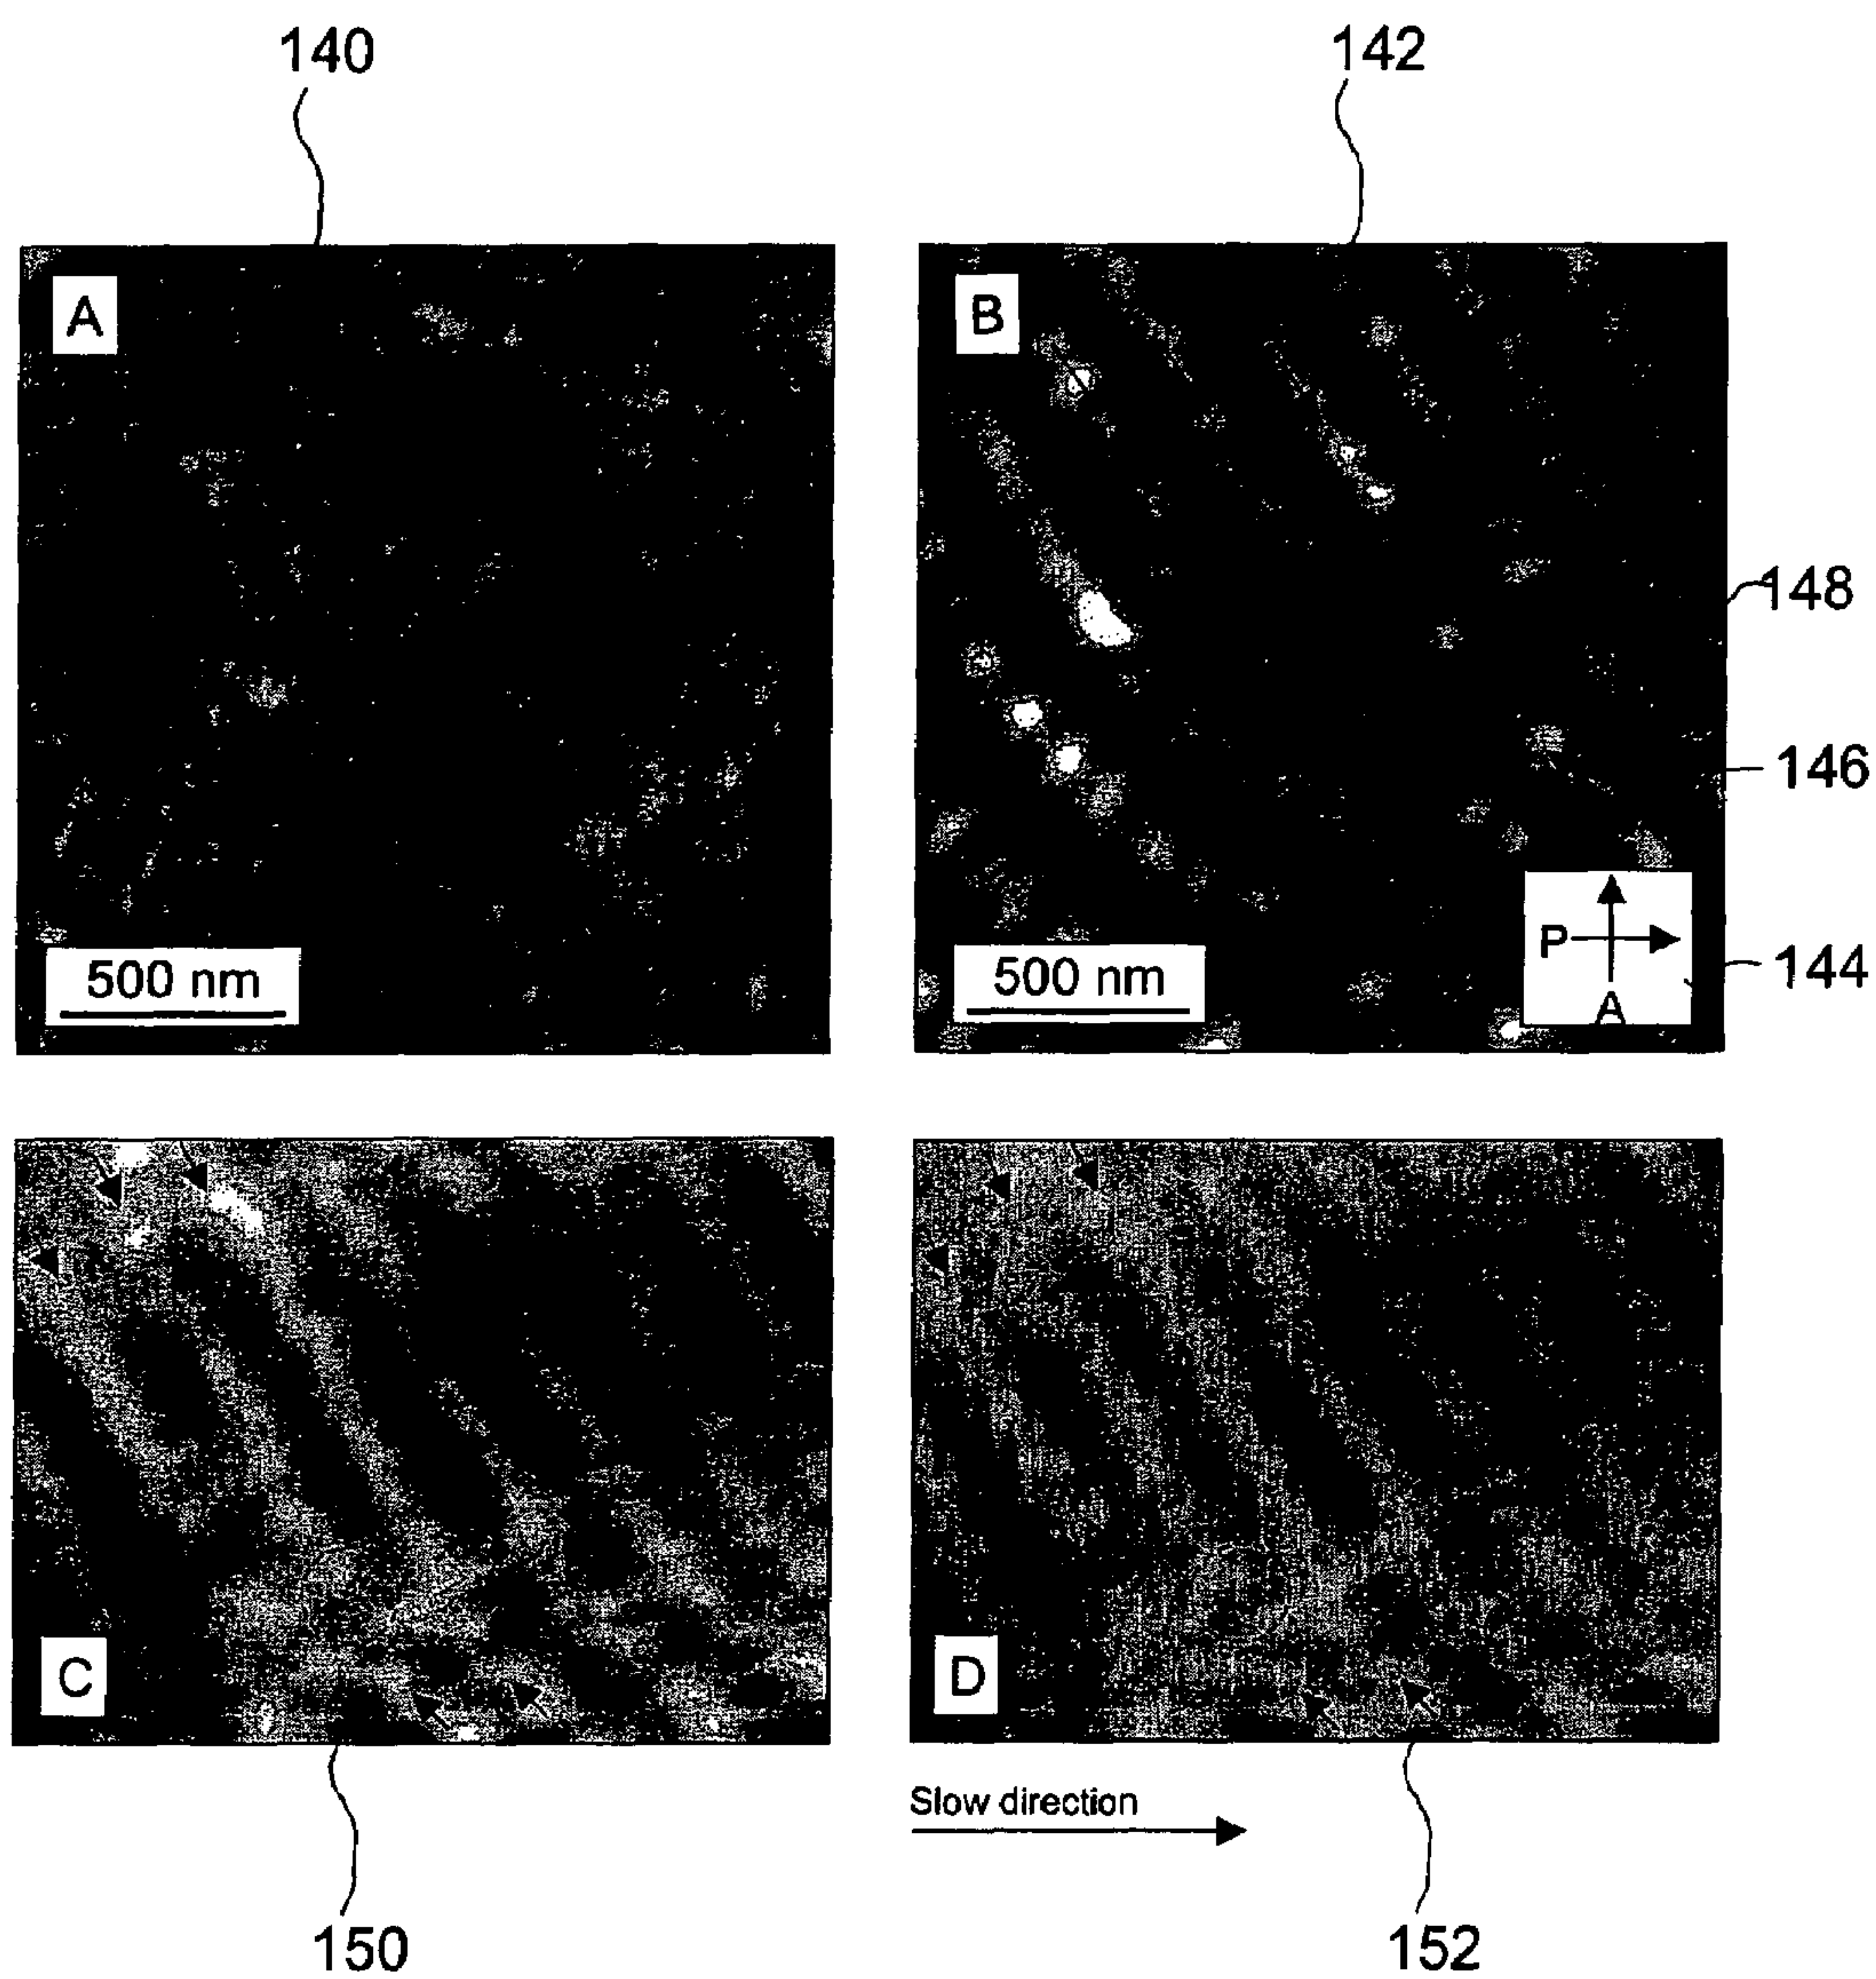 140
142
A
B
148
146
500 nm
500 nm
P
A
144
C
D
Slow direction
150
152